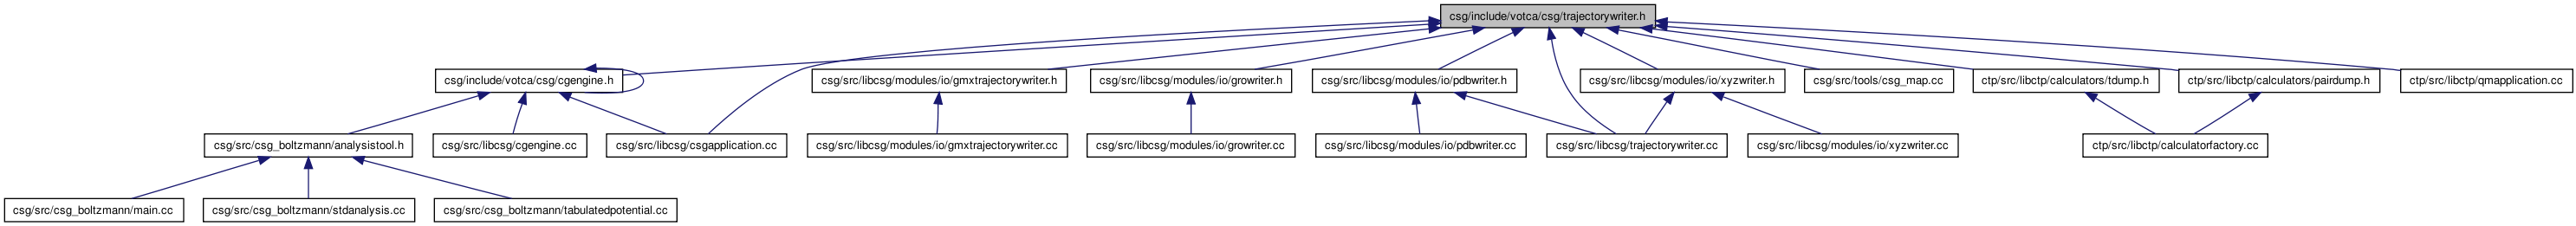 csg/include/votca/csg/trajectorywriter.h
csg/include/votca/csg/cgengine.h
csg/src/libcsg/modules/io/gmxtrajectorywriter.h
csg/src/libcsg/modules/io/growriter.h
csg/src/libcsg/modules/io/pdbwriter.h
csg/src/libcsg/modules/io/xyzwriter.h
csg/src/tools/csg_map.cc
ctp/src/libctp/calculators/tdump.h
ctp/src/libctp/calculators/pairdump.h
ctp/src/libctp/qmapplication.cc
csg/src/csg_boltzmann/analysistool.h
csg/src/libcsg/cgengine.cc
csg/src/libcsg/csgapplication.cc
csg/src/libcsg/modules/io/gmxtrajectorywriter.cc
csg/src/libcsg/modules/io/growriter.cc
csg/src/libcsg/modules/io/pdbwriter.cc
csg/src/libcsg/trajectorywriter.cc
csg/src/libcsg/modules/io/xyzwriter.cc
ctp/src/libctp/calculatorfactory.cc
csg/src/csg_boltzmann/main.cc
csg/src/csg_boltzmann/stdanalysis.cc
csg/src/csg_boltzmann/tabulatedpotential.cc